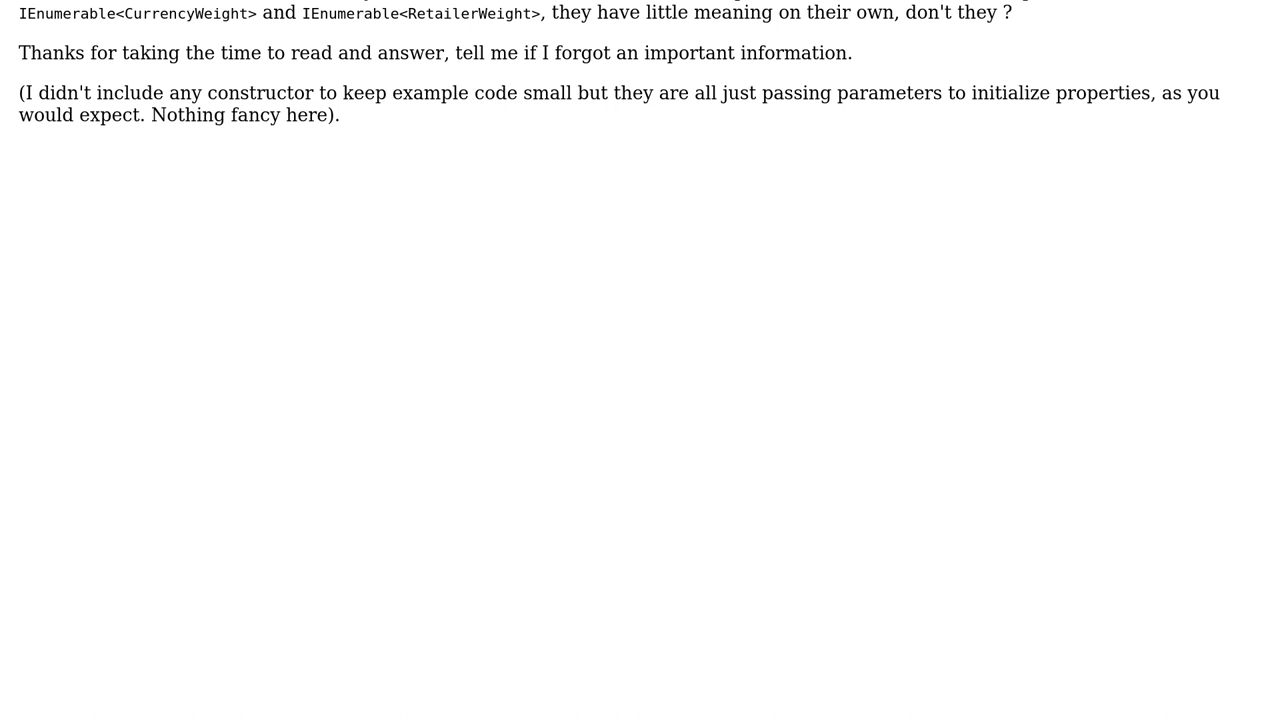 IEnumerable<CurrencyWeight> and IEnumerable<RetailerWeight>, they have little meaning on their own, don't they ?
Thanks for taking the time to read and answer, tell me if I forgot an important information.
(I didn't include any constructor to keep example code small but they are all just passing parameters to initialize properties, as you
would expect. Nothing fancy here).